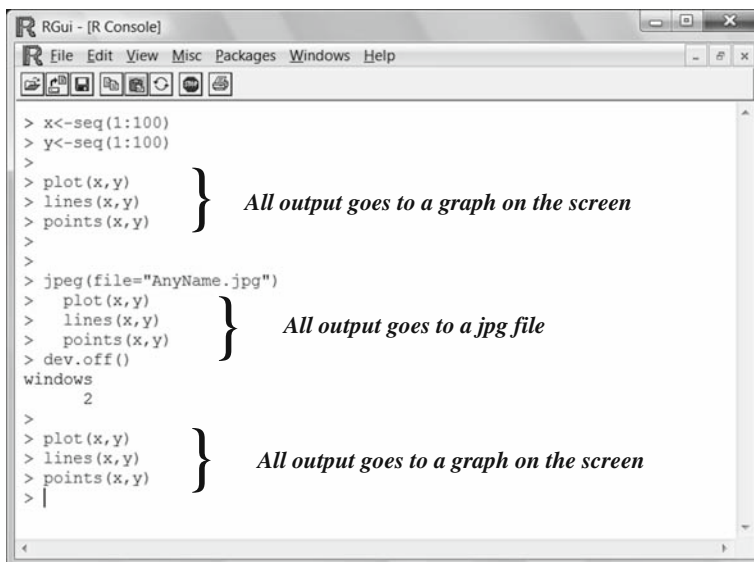 RGui - [R Console]
File Edit View Misc Packages Windows Help
STOP
> x<-seq(1:100)
> y<-seq(1:100)
>
> plot(x,y)
> lines(x,y)
> points(x,y)
} All output goes to a graph on the screen
>
>
> jpeg(file="AnyName.jpg")
>   plot(x,y)
>   lines(x,y)
>   points(x,y)
} All output goes to a jpg file
> dev.off()
windows
      2
>
> plot(x,y)
> lines(x,y)
> points(x,y)
} All output goes to a graph on the screen
> |